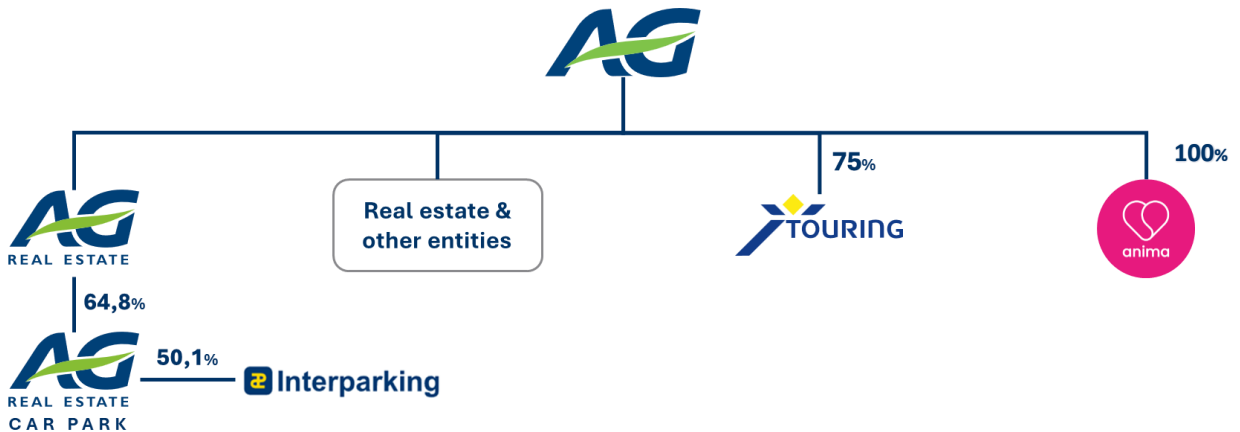 AG
75%
100%
AG
REAL ESTATE
Real estate &
other entities
TOURING
anima
64,8%
AG
REAL ESTATE
CAR PARK
50,1%
Interparking